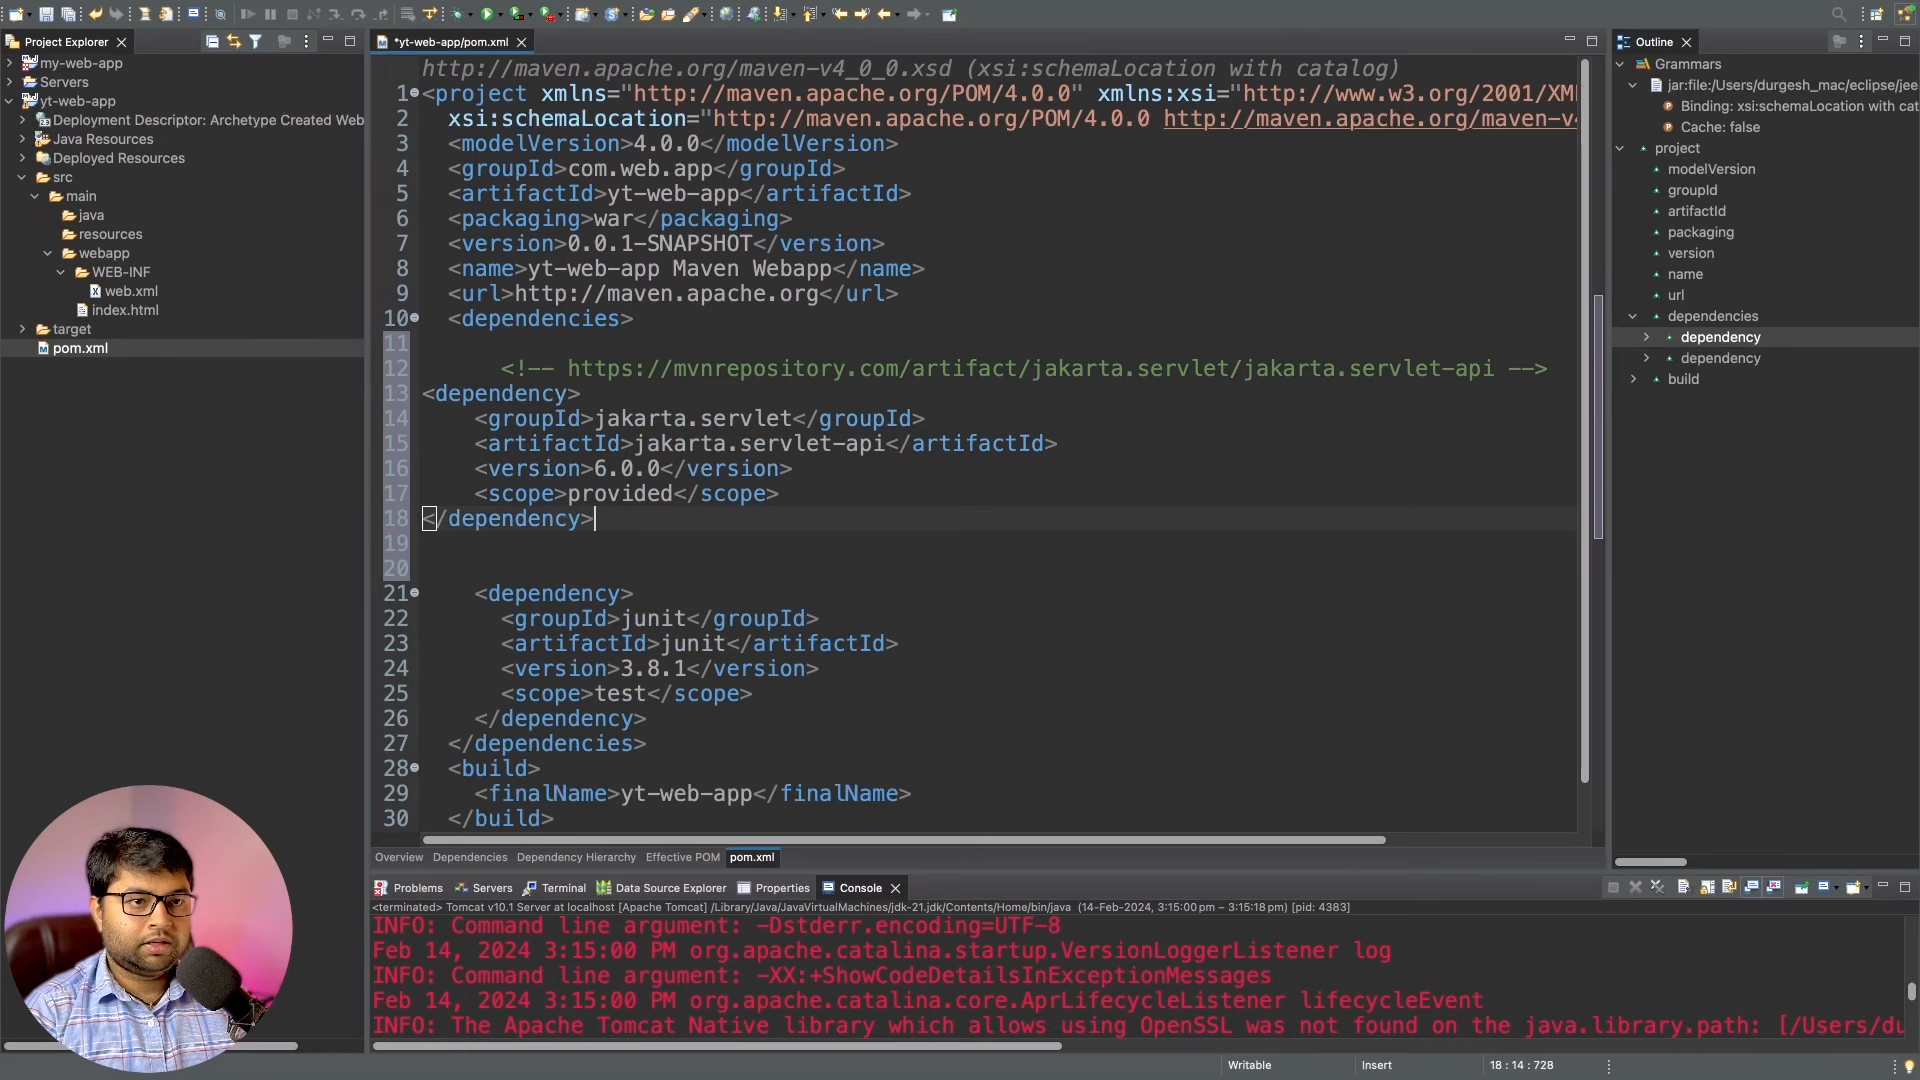 Project Explorer
my-web-app
Servers
yt-web-app
Deployment Descriptor: Archetype Created Web
Java Resources
Deployed Resources
src
main
java
resources
webapp
WEB-INF
web.xml
index.html
target
pom.xml
*yt-web-app/pom.xml
http://maven.apache.org/maven-v4_0_0.xsd (xsi:schemaLocation with catalog)
1 <project xmlns="http://maven.apache.org/POM/4.0.0" xmlns:xsi="http://www.w3.org/2001/XM
2 xsi:schemaLocation="http://maven.apache.org/POM/4.0.0 http://maven.apache.org/maven-v
3 <modelVersion>4.0.0</modelVersion>
4 <groupId>com.web.app</groupId>
5 <artifactId>yt-web-app</artifactId>
6 <packaging>war</packaging>
7 <version>0.0.1-SNAPSHOT</version>
8 <name>yt-web-app Maven Webapp</name>
9 <url>http://maven.apache.org</url>
10 <dependencies>
11
12 <!-- https://mvnrepository.com/artifact/jakarta.servlet/jakarta.servlet-api -->
13 <dependency>
14 <groupId>jakarta.servlet</groupId>
15 <artifactId>jakarta.servlet-api</artifactId>
16 <version>6.0.0</version>
17 <scope>provided</scope>
18 </dependency>
19
20
21 <dependency>
22 <groupId>junit</groupId>
23 <artifactId>junit</artifactId>
24 <version>3.8.1</version>
25 <scope>test</scope>
26 </dependency>
27 </dependencies>
28 <build>
29 <finalName>yt-web-app</finalName>
30 </build>
Overview Dependencies Dependency Hierarchy Effective POM pom.xml
Problems Servers Terminal Data Source Explorer Properties Console
<terminated> Tomcat v10.1 Server at localhost [Apache Tomcat] /Library/Java/JavaVirtualMachines/jdk-21.jdk/Contents/Home/bin/java (14-Feb-2024, 3:15:00 pm – 3:15:18 pm) [pid: 4383]
INFO: Command line argument: -Dstderr.encoding=UTF-8
Feb 14, 2024 3:15:00 PM org.apache.catalina.startup.VersionLoggerListener log
INFO: Command line argument: -XX:+ShowCodeDetailsInExceptionMessages
Feb 14, 2024 3:15:00 PM org.apache.catalina.core.AprLifecycleListener lifecycleEvent
INFO: The Apache Tomcat Native library which allows using OpenSSL was not found on the java.library.path: [/Users/du
Outline
Grammars
jar:file:/Users/durgesh_mac/eclipse/jee
Binding: xsi:schemaLocation with cat
Cache: false
project
modelVersion
groupId
artifactId
packaging
version
name
url
dependencies
dependency
dependency
build
Writable Insert 18 : 14 : 728